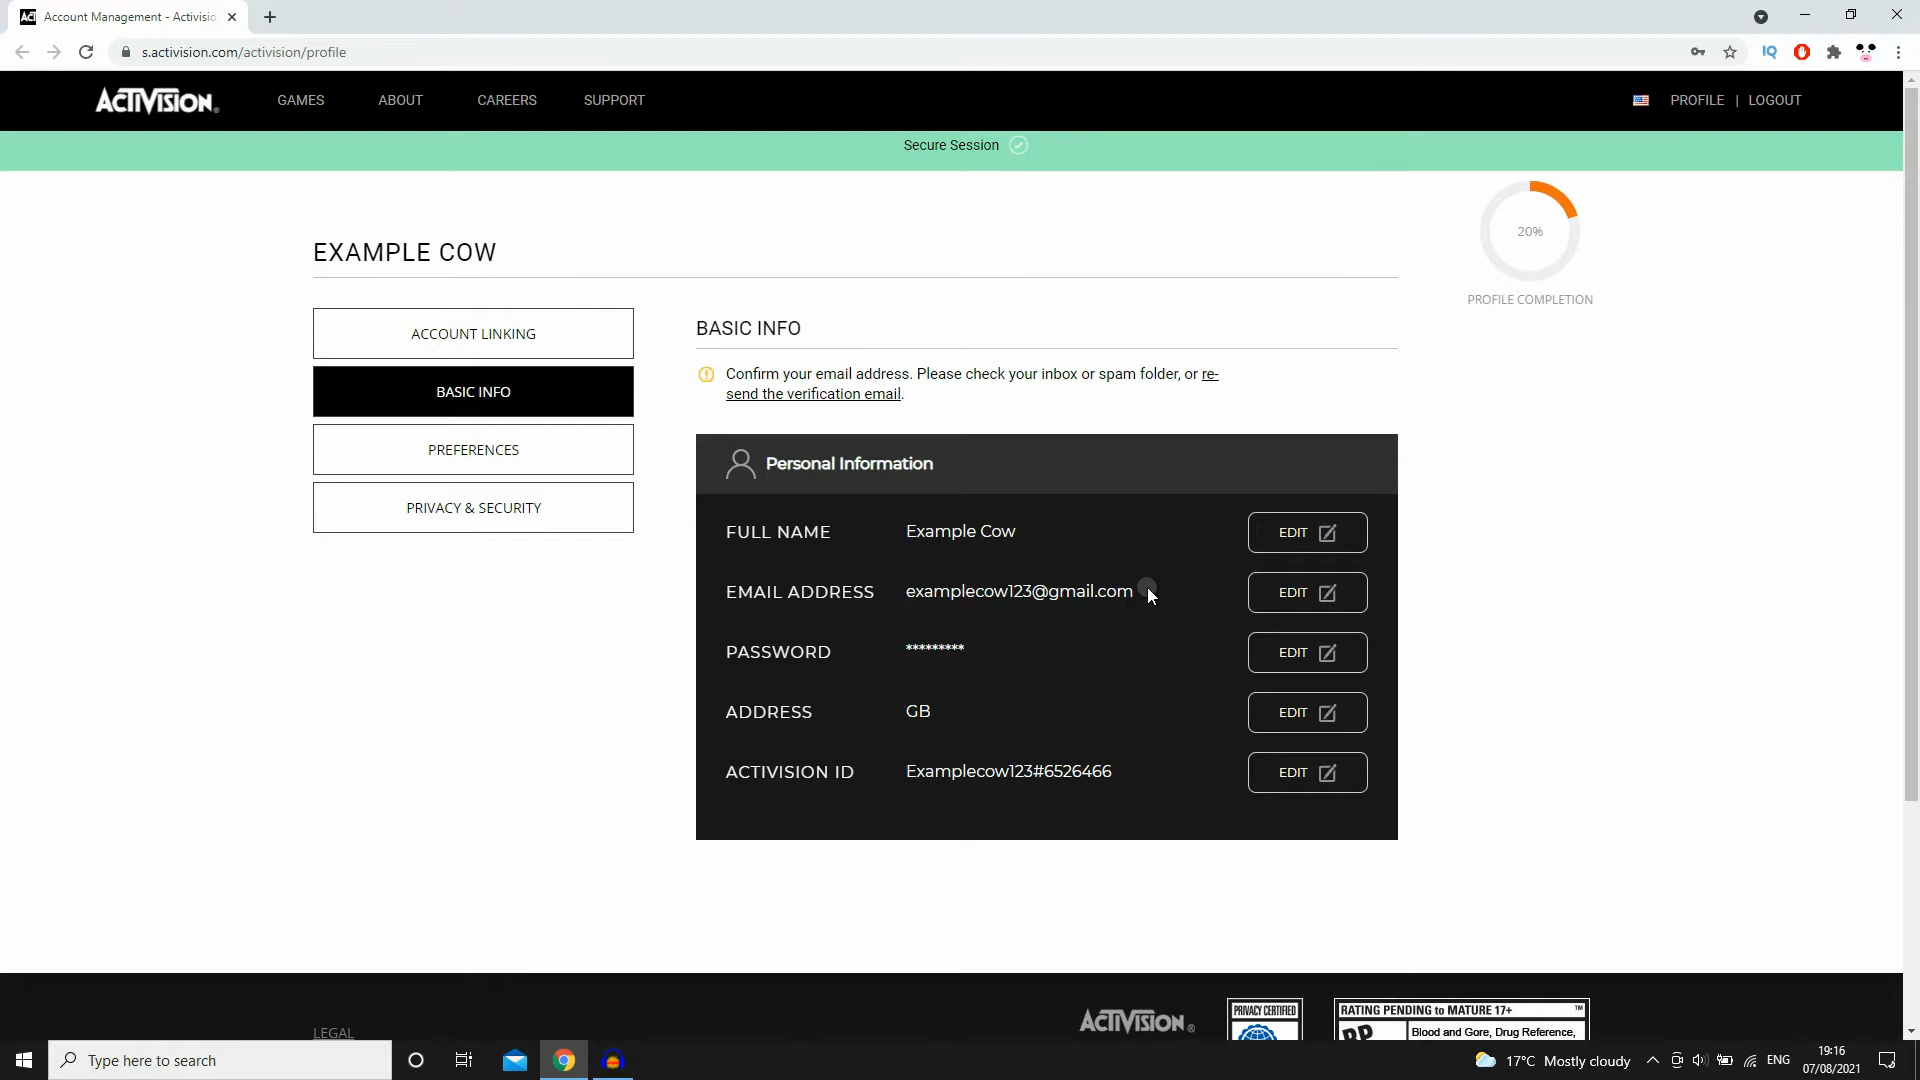 Account Management - Activisio
s.activision.com/activision/profile
IQ
ACTIVISION
GAMES
ABOUT
CAREERS
SUPPORT
PROFILE | LOGOUT
Secure Session
20%
PROFILE COMPLETION
EXAMPLE COW
ACCOUNT LINKING
BASIC INFO
PREFERENCES
PRIVACY & SECURITY
BASIC INFO
Confirm your email address. Please check your inbox or spam folder, or re-
send the verification email.
Personal Information
FULL NAME Example Cow EDIT
EMAIL ADDRESS examplecow123@gmail.com EDIT
PASSWORD ********* EDIT
ADDRESS GB EDIT
ACTIVISION ID Examplecow123#6526466 EDIT
LEGAL
ACTIVISION
PRIVACY CERTIFIED
RATING PENDING to MATURE 17+ ™
RP
Blood and Gore, Drug Reference,
Type here to search
17°C Mostly cloudy
ENG
19:16
07/08/2021